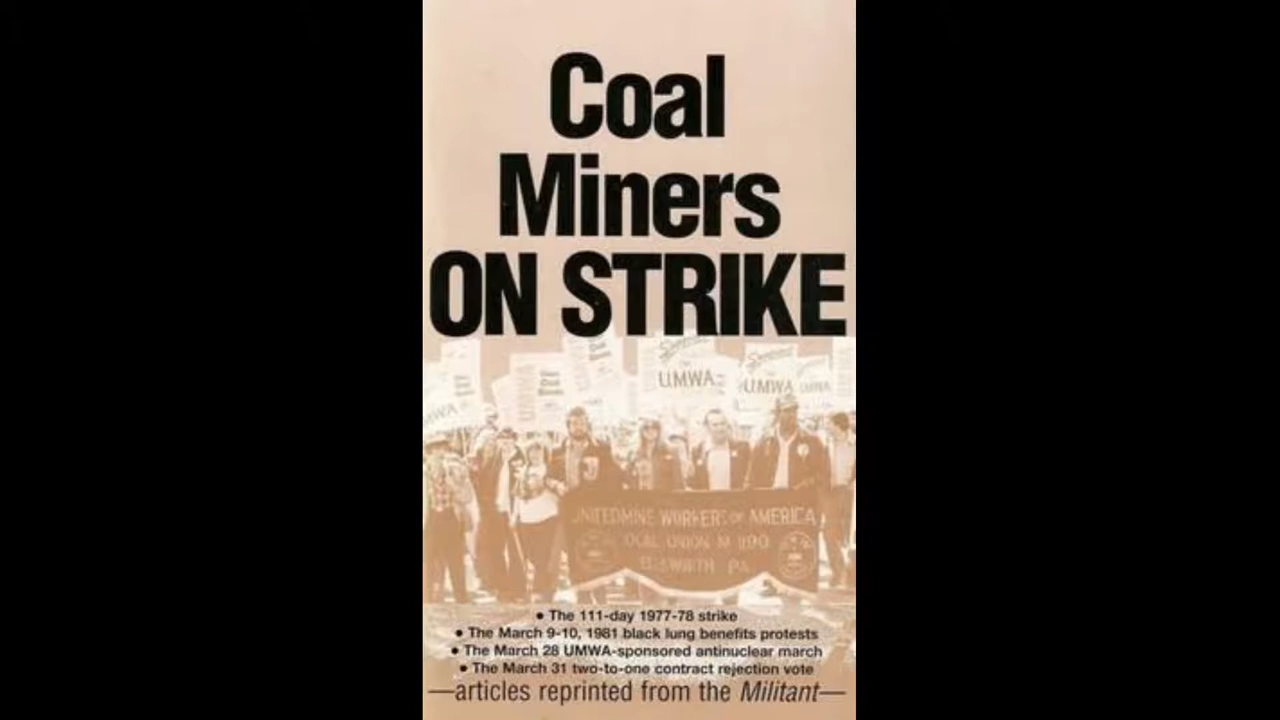 Coal
Miners
ON STRIKE
UMWA
UMWA
UMWA
UNITED MINE WORKERS OF AMERICA
LOCAL UNION № 1190
ELLSWORTH PA.
• The 111-day 1977-78 strike
• The March 9-10, 1981 black lung benefits protests
• The March 28 UMWA-sponsored antinuclear march
• The March 31 two-to-one contract rejection vote
—articles reprinted from the Militant—